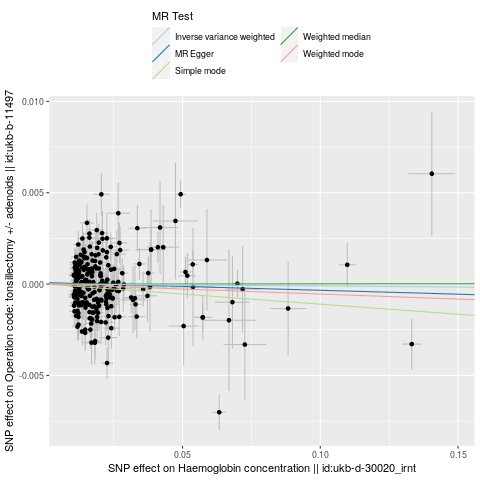 MR Test
Inverse variance weighted
Weighted median
MR Egger
Weighted mode
Simple mode
SNP effect on Operation code: tonsillectomy +/- adenoids || id:ukb-b-11497
0.010
0.005
0.000
-0.005
0.05
0.10
0.15
SNP effect on Haemoglobin concentration || id:ukb-d-30020_irnt